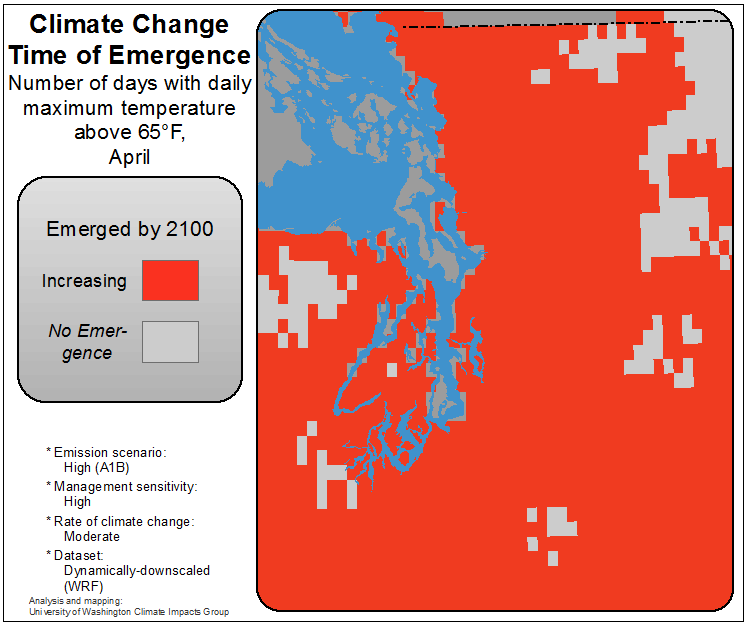 Climate Change
Time of Emergence
Number of days with daily
maximum temperature
above 65°F,
April
Emerged by 2100
Increasing
No Emer-
gence
* Emission scenario:
High (A1B)
* Management sensitivity:
High
* Rate of climate change:
Moderate
* Dataset:
Dynamically-downscaled
(WRF)
Analysis and mapping:
University of Washington Climate Impacts Group